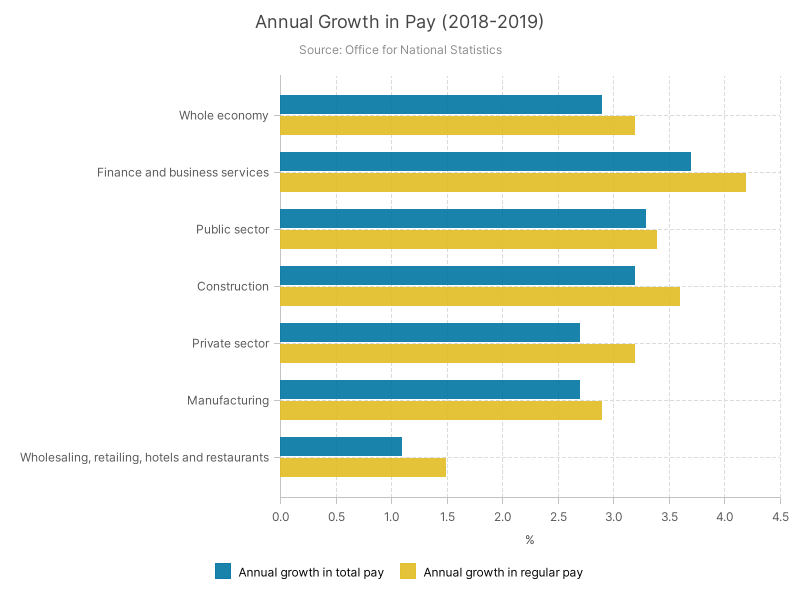 Annual Growth in Pay (2018-2019)
Source: Office for National Statistics
Whole economy
Finance and business services
Public sector
Construction
Private sector
Manufacturing
Wholesaling, retailing, hotels and restaurants
0.0 0.5 1.0 1.5 2.0 2.5 3.0 3.5 4.0 4.5
%
Annual growth in total pay Annual growth in regular pay